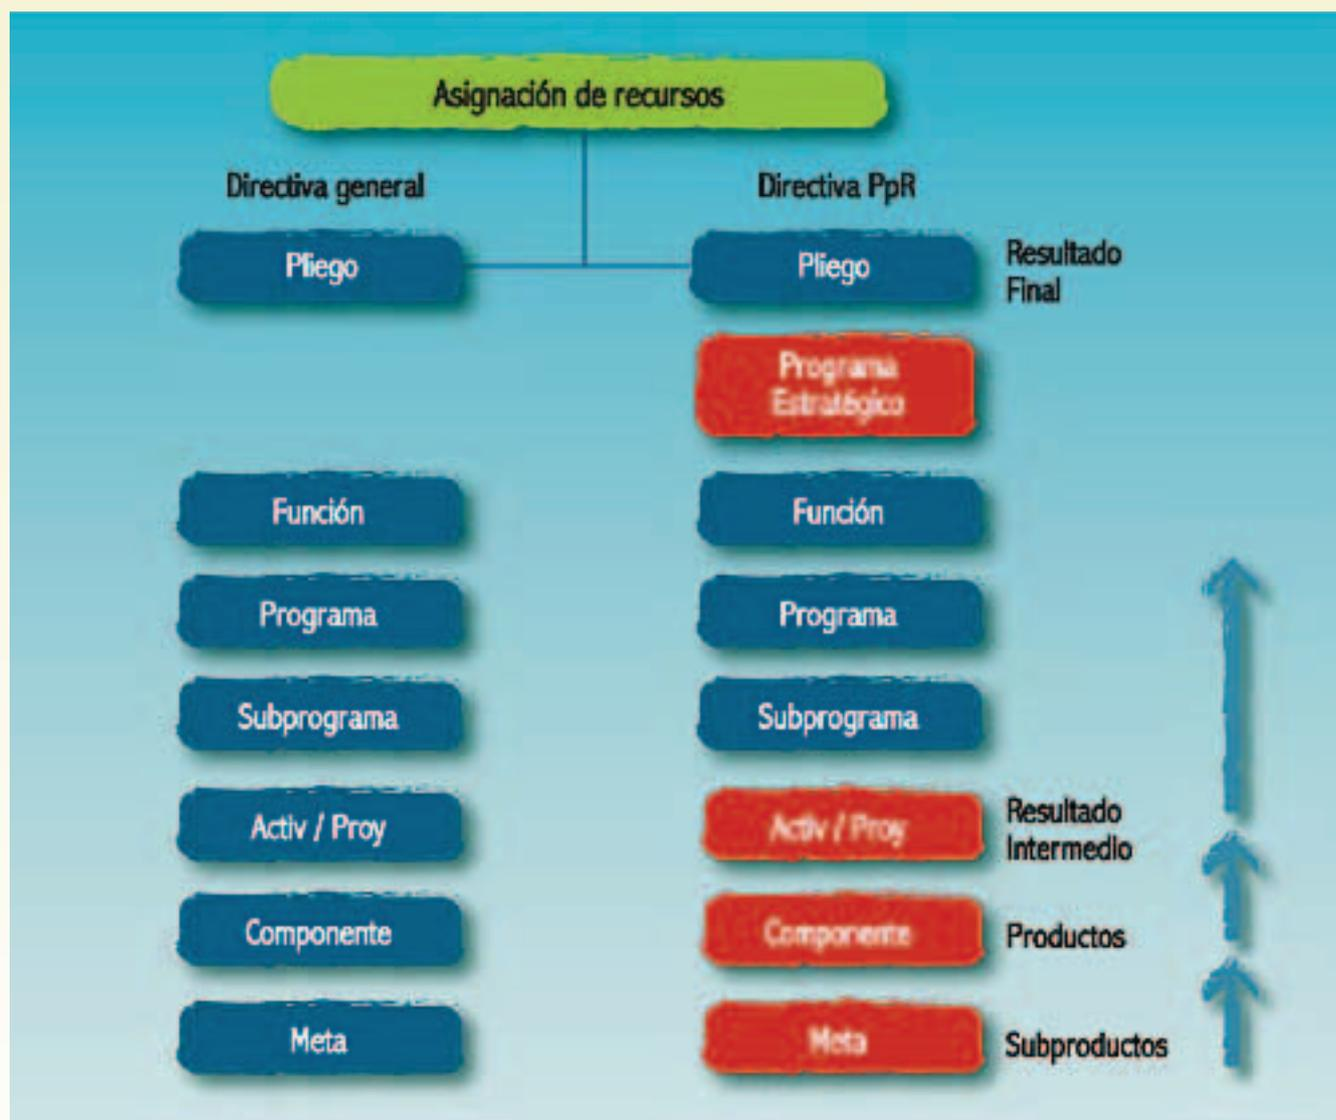 Asignación de recursos
Directiva general
Directiva PpR
Pliego
Pliego
Resultado
Final
Programa
Estratégico
Función
Función
Programa
Programa
Subprograma
Subprograma
Activ / Proy
Activ / Proy
Resultado
Intermedio
Componente
Componente
Productos
Meta
Meta
Subproductos